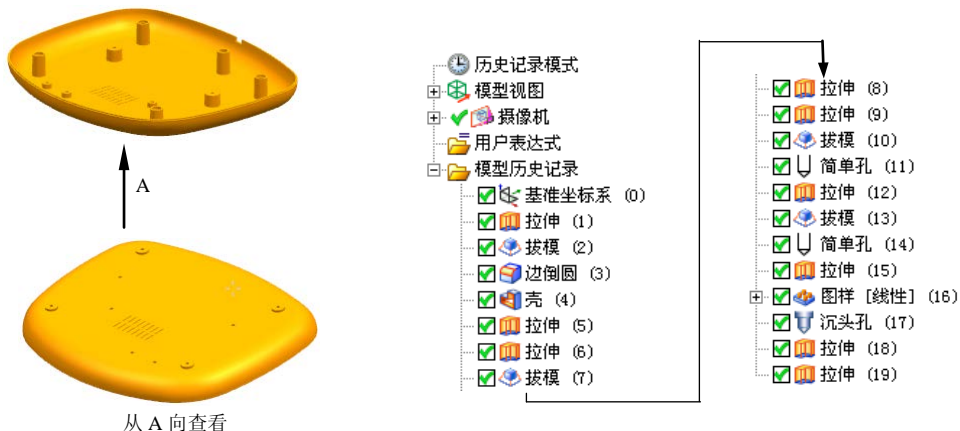 A
从 A 向查看
历史记录模式
模型视图
摄像机
用户表达式
模型历史记录
基准坐标系 (0)
拉伸 (1)
拔模 (2)
边倒圆 (3)
壳 (4)
拉伸 (5)
拉伸 (6)
拔模 (7)
拉伸 (8)
拉伸 (9)
拔模 (10)
简单孔 (11)
拉伸 (12)
拔模 (13)
简单孔 (14)
拉伸 (15)
图样 [线性] (16)
沉头孔 (17)
拉伸 (18)
拉伸 (19)